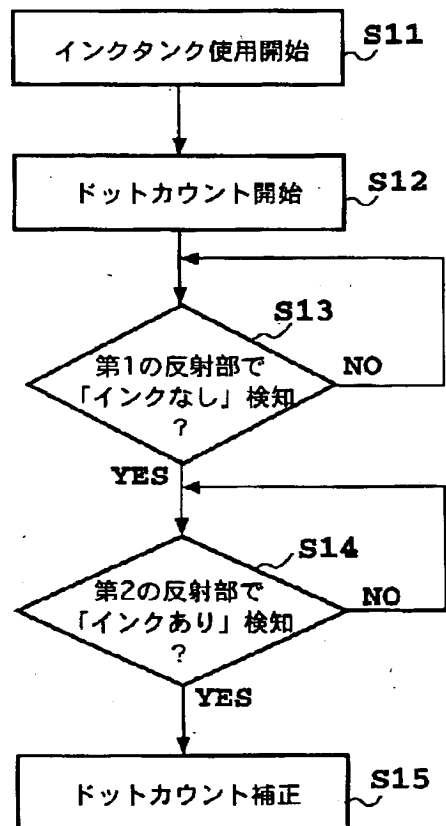 インクタンク使用開始
S11
ドットカウント開始
S12
S13
第1の反射部で
「インクなし」検知
?
NO
YES
S14
第2の反射部で
「インクあり」検知
?
NO
YES
ドットカウント補正
S15